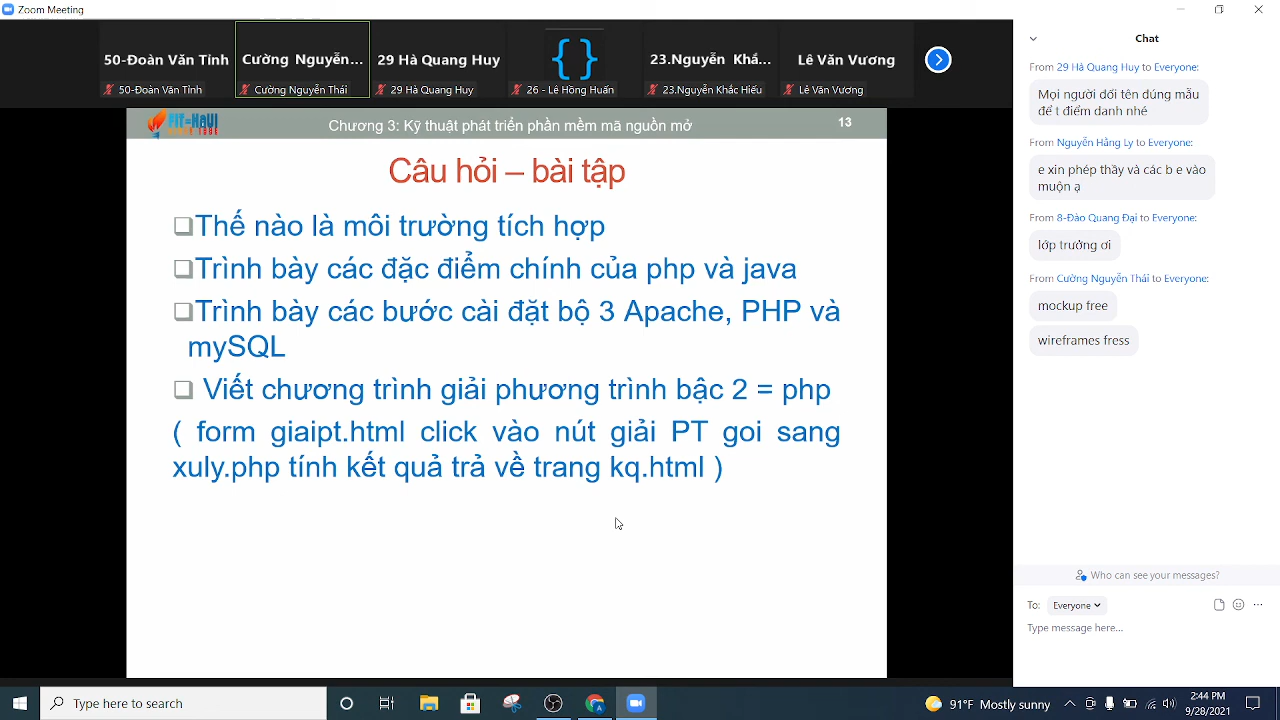 Zoom Meeting
50-Đoàn Văn Tỉnh
Cường Nguyễn...
29 Hà Quang Huy
{}
23.Nguyễn Khắ...
Lê Văn Vương
50-Đoàn Văn Tỉnh
Cường Nguyễn Thái
29 Hà Quang Huy
26 - Lê Hồng Huấn
23.Nguyễn Khắc Hiếu
Lê Văn Vương
FIT-HaUI
Chương 3: Kỹ thuật phát triển phần mềm mã nguồn mở
13
Câu hỏi – bài tập
Thế nào là môi trường tích hợp
Trình bày các đặc điểm chính của php và java
Trình bày các bước cài đặt bộ 3 Apache, PHP và
mySQL
Viết chương trình giải phương trình bậc 2 = php
( form giaipt.html click vào nút giải PT goi sang
xuly.php tính kết quả trả về trang kq.html )
Chat
From 29 Hà Quang Huy to Everyone:
Mọi người dổi tên dúng mẫu
để t diểm danh nhé
From Nguyễn Hằng Ly to Everyone:
e xin phép thầy và các b e vào
muộn ạ
From 8-Đào Quang Đại to Everyone:
lớp trưởng ơi
From Cường Nguyễn Thái to Everyone:
mockup free
wireframes fress
Who can see your messages?
To: Everyone
Type message here...
Type here to search
91°F Mostly sunny
2:44 PM
9/28/2021